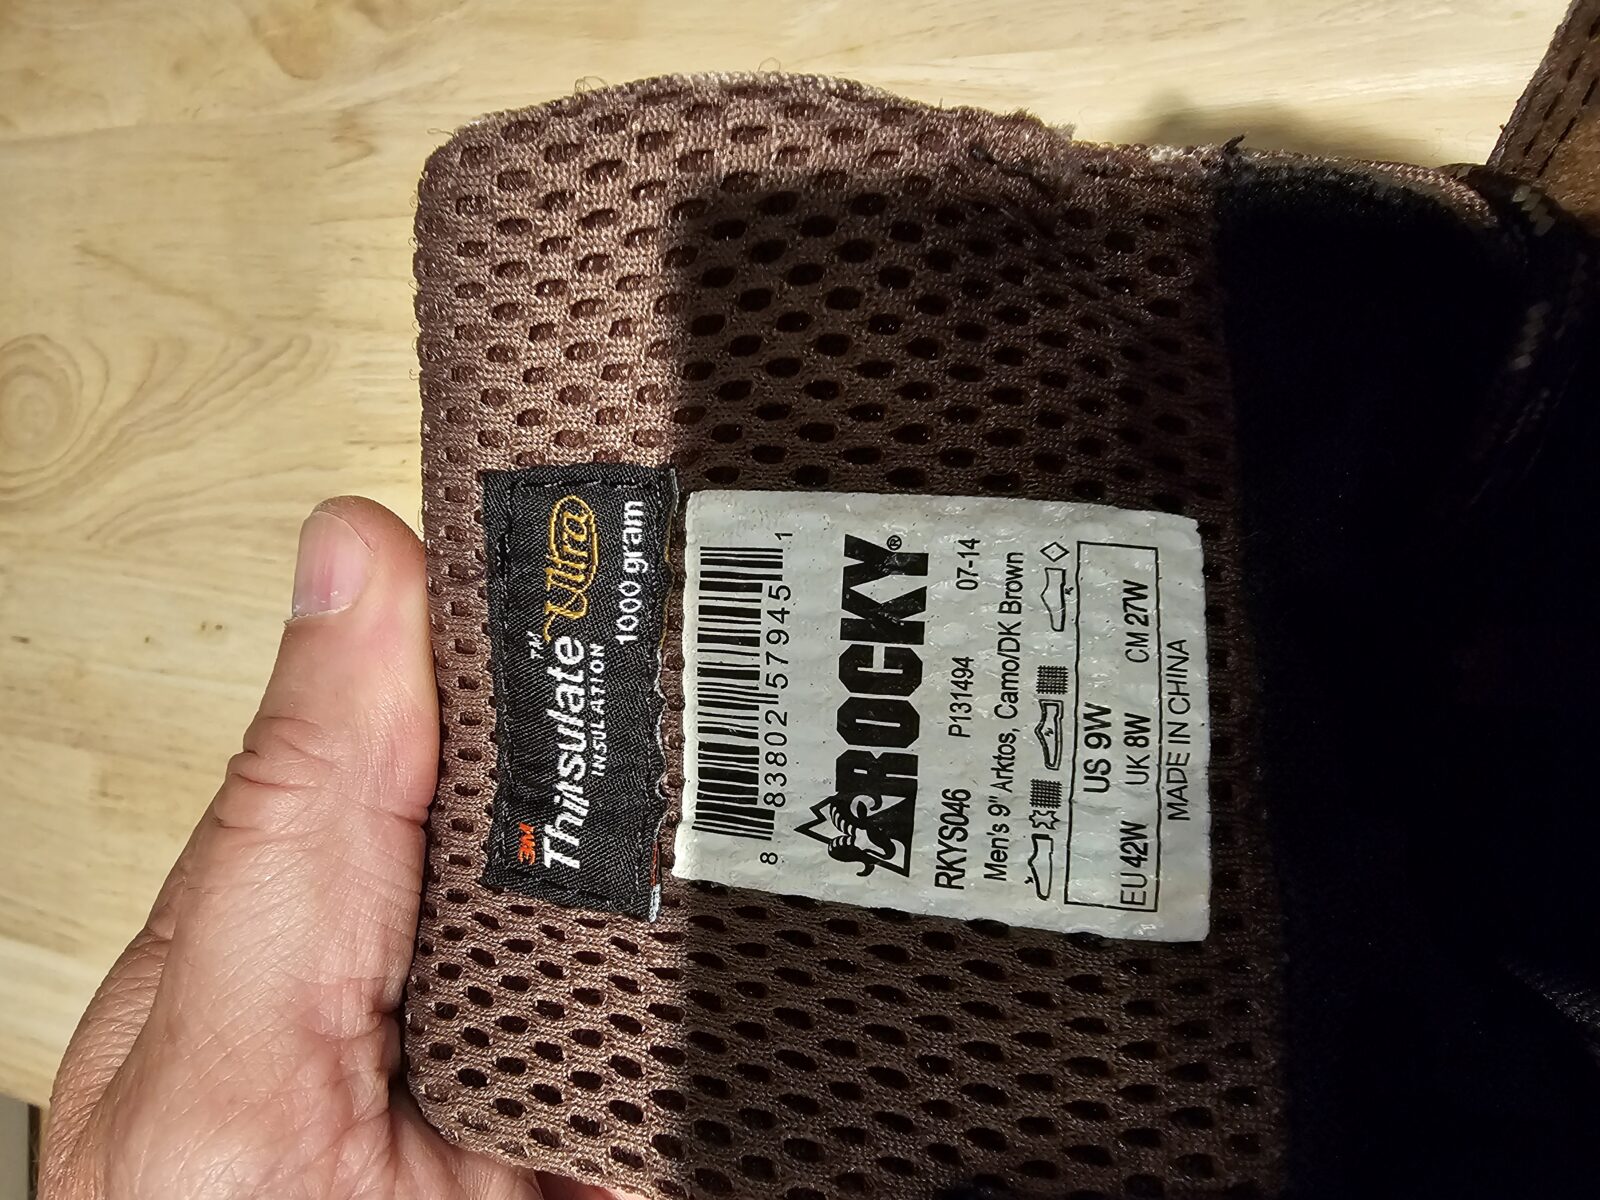 3M
Thinsulate™ Ultra
INSULATION
1000 gram
8 83802 57945 1
ROCKY®
RKYS046 P131494 07-14
Men's 9" Arktos, Camo/DK Brown
US 9W
EU 42W UK 8W CM 27W
MADE IN CHINA